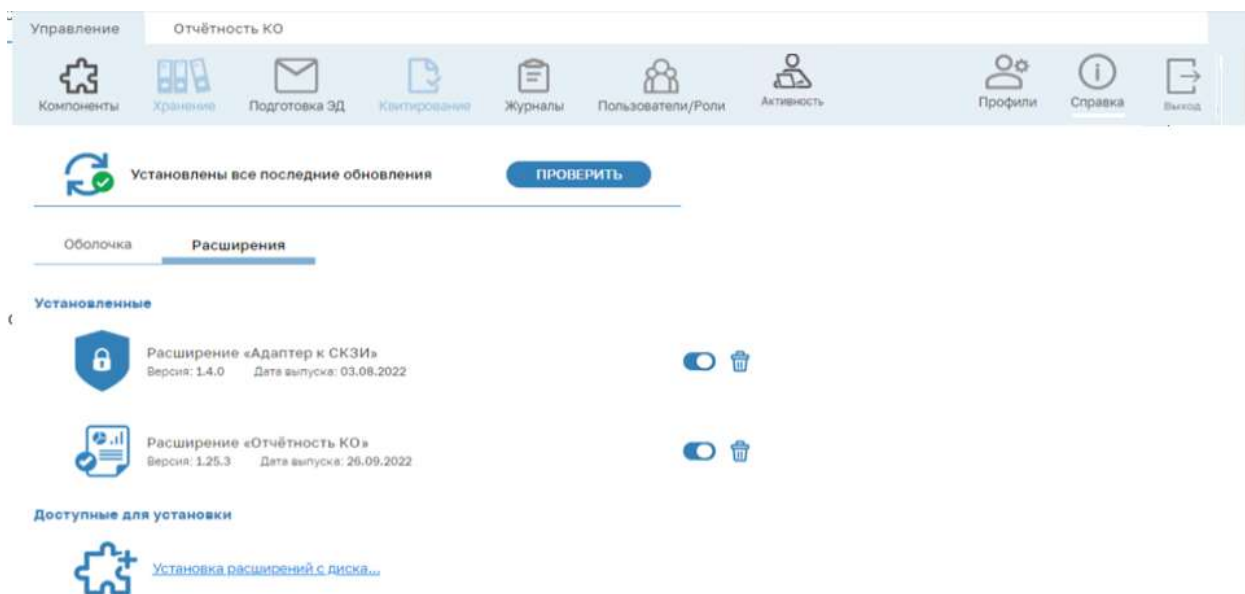 Управление Отчётность КО
Компоненты Хранение Подготовка ЭД Квитирование Журналы Пользователи/Роли Активность Профили Справка Выход
Установлены все последние обновления ПРОВЕРИТЬ
Оболочка Расширения
Установленные
Расширение «Адаптер к СКЗИ»
Версия: 1.4.0 Дата выпуска: 03.08.2022
Расширение «Отчётность КО»
Версия: 1.25.3 Дата выпуска: 26.09.2022
Доступные для установки
Установка расширений с диска...